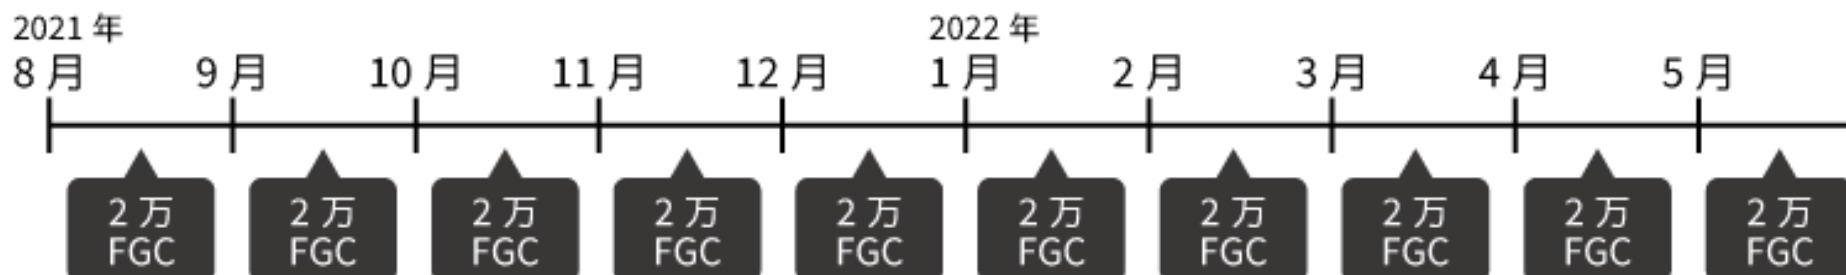 2021 年
2022 年
8 月
9 月
10 月
11 月
12 月
1 月
2 月
3 月
4 月
5 月
2 万
FGC
2 万
FGC
2 万
FGC
2 万
FGC
2 万
FGC
2 万
FGC
2 万
FGC
2 万
FGC
2 万
FGC
2 万
FGC